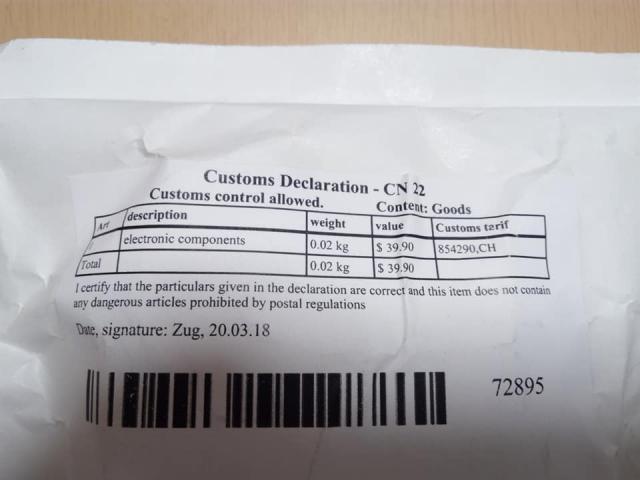 Customs Declaration - CN 22
Customs control allowed. Content: Goods
Art description weight value Customs tarif
electronic components 0.02 kg $ 39.90 854290,CH
Total 0.02 kg $ 39.90
I certify that the particulars given in the declaration are correct and this item does not contain
any dangerous articles prohibited by postal regulations
Date, signature: Zug, 20.03.18
72895